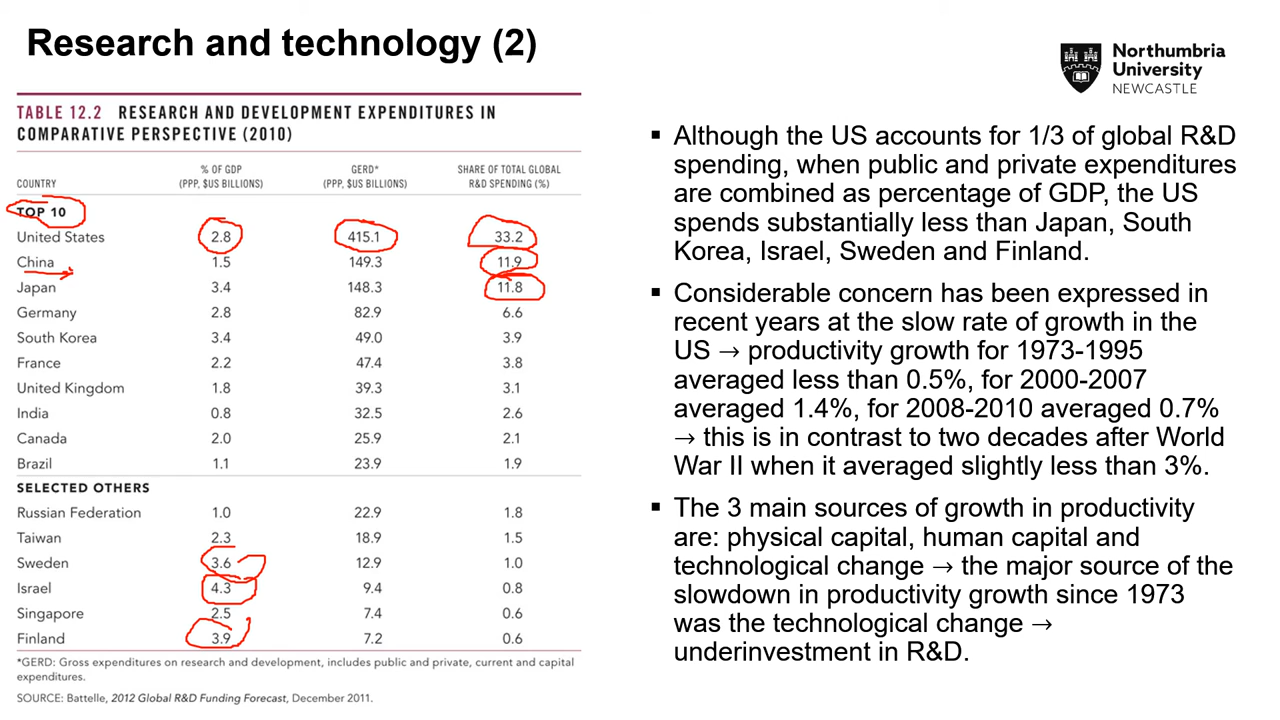 Research and technology (2)
Northumbria
University
NEWCASTLE
TABLE 12.2 RESEARCH AND DEVELOPMENT EXPENDITURES IN
COMPARATIVE PERSPECTIVE (2010)
COUNTRY % OF GDP (PPP, $US BILLIONS) GERD* (PPP, $US BILLIONS) SHARE OF TOTAL GLOBAL R&D SPENDING (%)
TOP 10
United States 2.8 415.1 33.2
China 1.5 149.3 11.9
Japan 3.4 148.3 11.8
Germany 2.8 82.9 6.6
South Korea 3.4 49.0 3.9
France 2.2 47.4 3.8
United Kingdom 1.8 39.3 3.1
India 0.8 32.5 2.6
Canada 2.0 25.9 2.1
Brazil 1.1 23.9 1.9
SELECTED OTHERS
Russian Federation 1.0 22.9 1.8
Taiwan 2.3 18.9 1.5
Sweden 3.6 12.9 1.0
Israel 4.3 9.4 0.8
Singapore 2.5 7.4 0.6
Finland 3.9 7.2 0.6
*GERD: Gross expenditures on research and development, includes public and private, current and capital
expenditures.
SOURCE: Battelle, 2012 Global R&D Funding Forecast, December 2011.
▪ Although the US accounts for 1/3 of global R&D
spending, when public and private expenditures
are combined as percentage of GDP, the US
spends substantially less than Japan, South
Korea, Israel, Sweden and Finland.
▪ Considerable concern has been expressed in
recent years at the slow rate of growth in the
US → productivity growth for 1973-1995
averaged less than 0.5%, for 2000-2007
averaged 1.4%, for 2008-2010 averaged 0.7%
→ this is in contrast to two decades after World
War II when it averaged slightly less than 3%.
▪ The 3 main sources of growth in productivity
are: physical capital, human capital and
technological change → the major source of the
slowdown in productivity growth since 1973
was the technological change →
underinvestment in R&D.